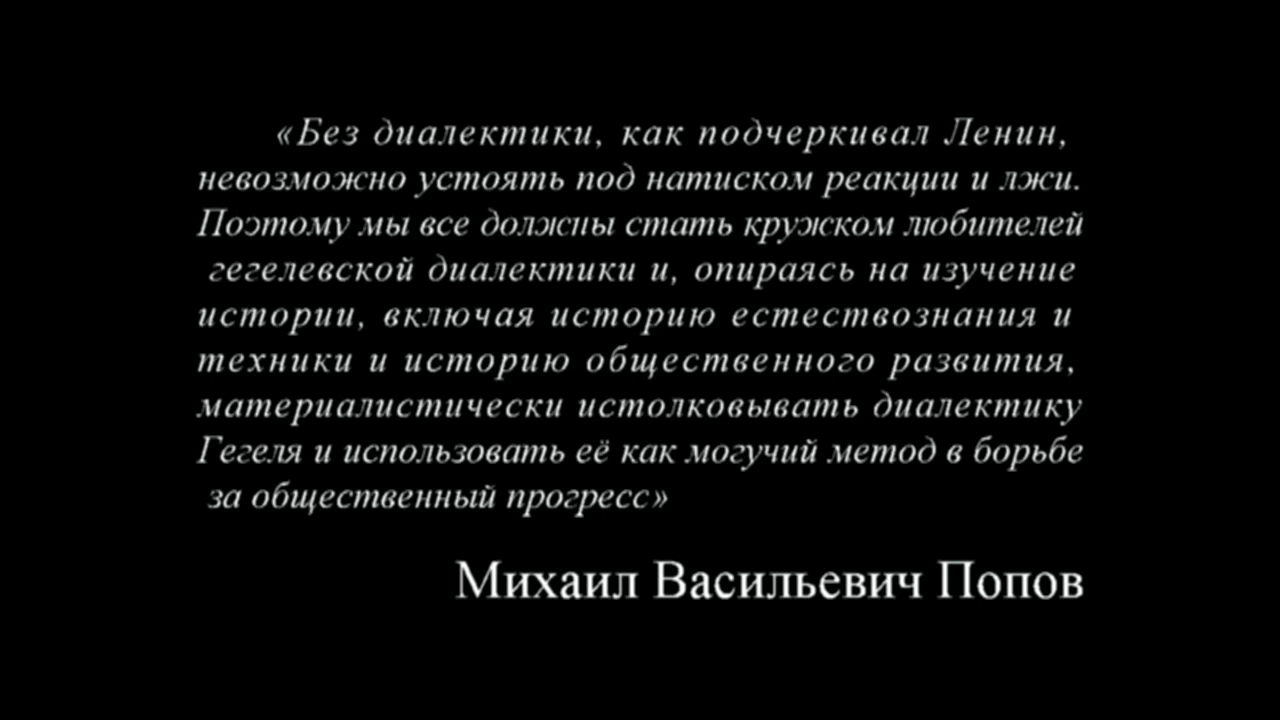 «Без диалектики, как подчеркивал Ленин,
невозможно устоять под натиском реакции и лжи.
Поэтому мы все должны стать кружком любителей
гегелевской диалектики и, опираясь на изучение
истории, включая историю естествознания и
техники и историю общественного развития,
материалистически истолковывать диалектику
Гегеля и использовать её как могучий метод в борьбе
за общественный прогресс»
Михаил Васильевич Попов